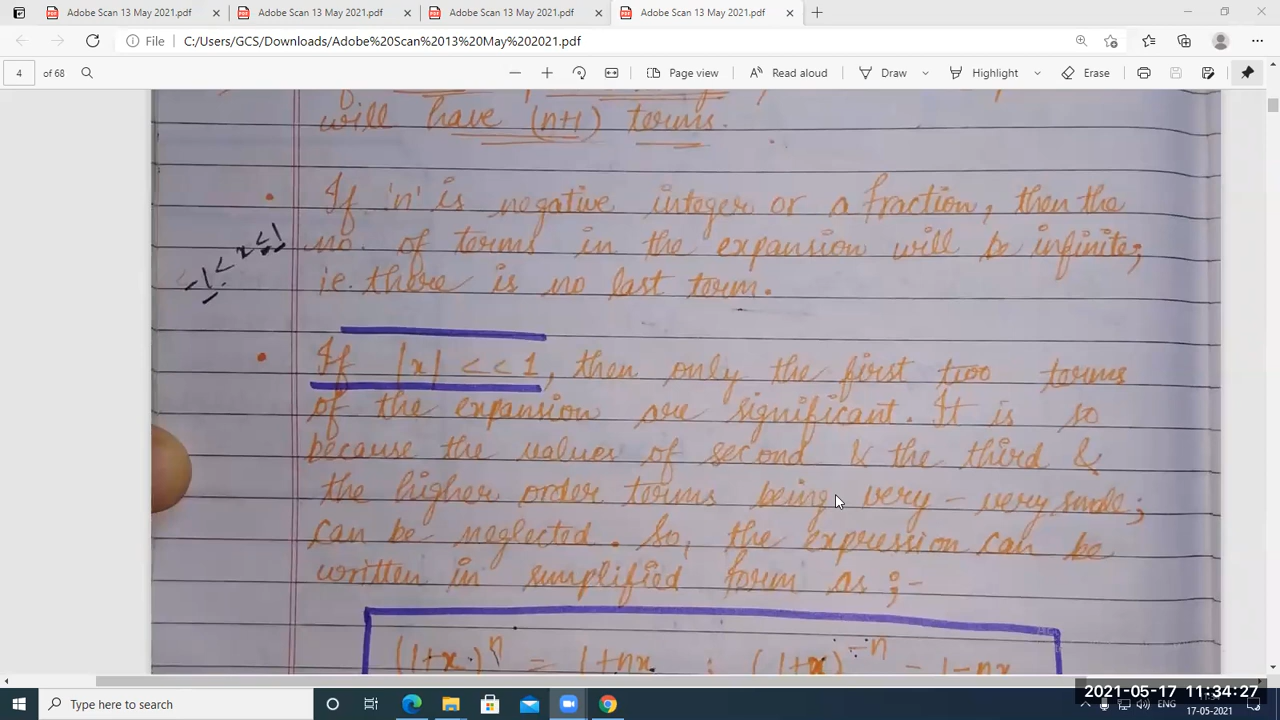 Adobe Scan 13 May 2021.pdf
Adobe Scan 13 May 2021.pdf
Adobe Scan 13 May 2021.pdf
Adobe Scan 13 May 2021.pdf
File C:/Users/GCS/Downloads/Adobe%20Scan%2013%20May%202021.pdf
4 of 68 Page view Read aloud Draw Highlight Erase
will have (n+1) terms.
• If 'n' is negative integer or a fraction, then the
no. of terms in the expansion will be infinite;
i.e. there is no last term.
-1 < x ≤ 1
• If |x| << 1, then only the first two terms
of the expansion are significant. It is so
because the values of second & the third &
the higher order terms being very - very small;
can be neglected. So, the expression can be
written in simplified form as ;-
(1+x)ⁿ = 1+nx ; (1+x)⁻ⁿ = 1-nx
2021-05-17 11:34:27
Type here to search
ENG
17-05-2021